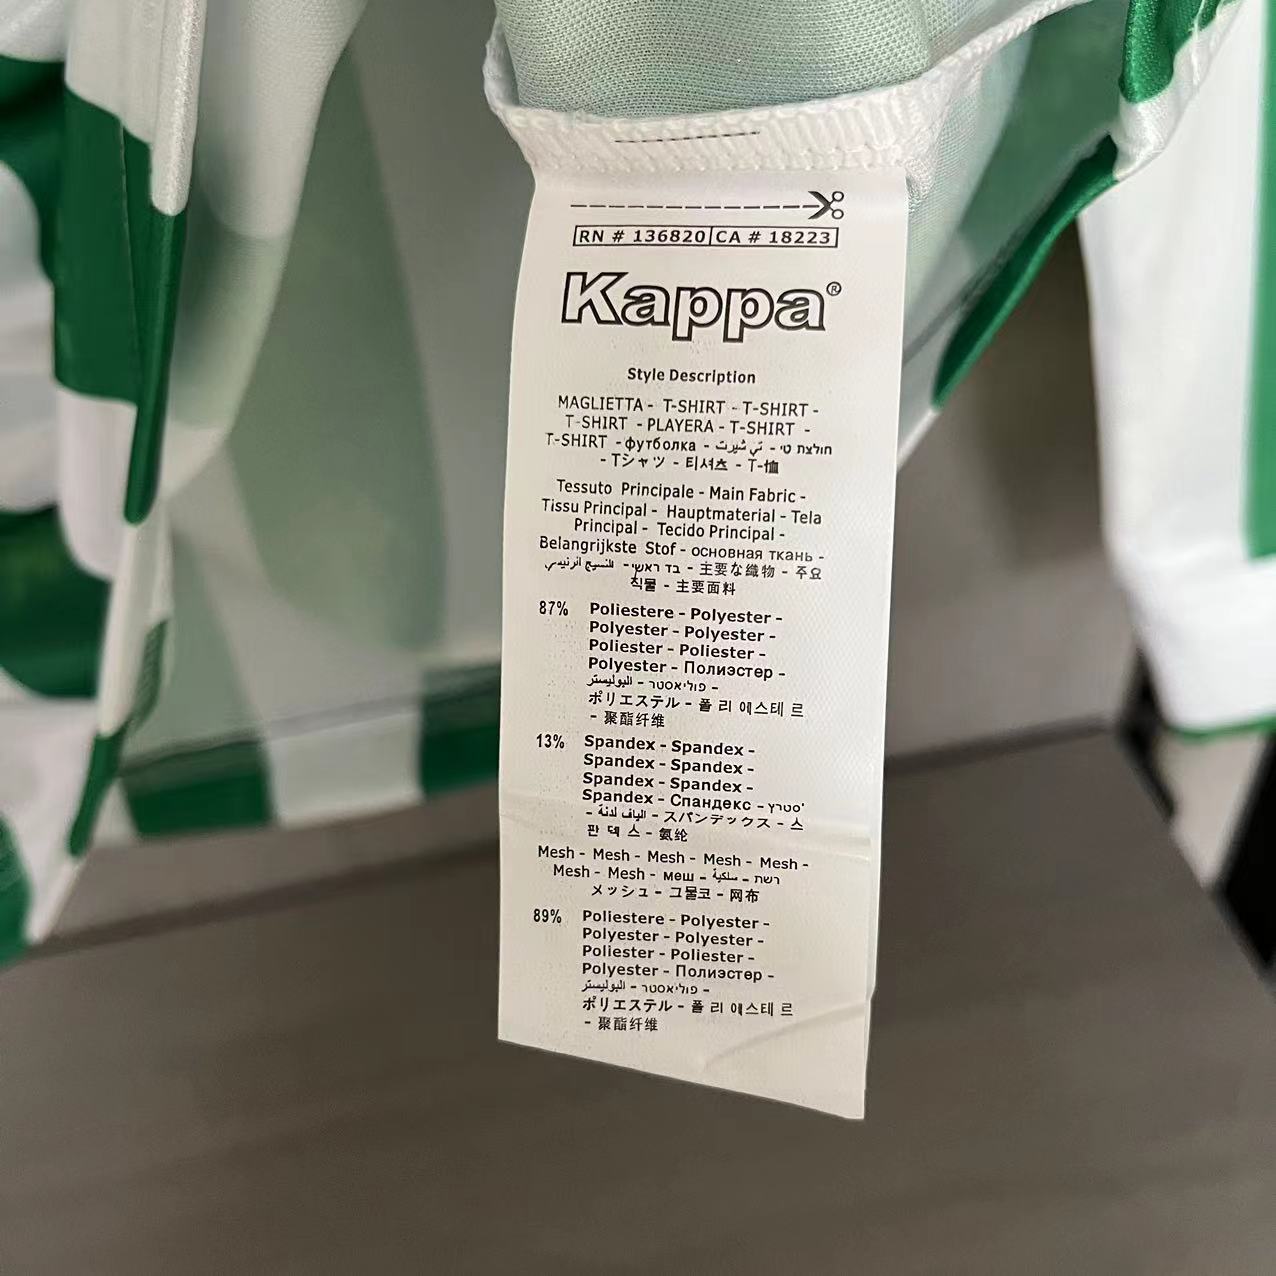 RN # 136820 CA # 18223
Kappa®
Style Description
MAGLIETTA - T-SHIRT - T-SHIRT -
T-SHIRT - PLAYERA - T-SHIRT -
T-SHIRT - футболка - تي شيرت - חולצת טי
- Tシャツ - 티셔츠 - T-恤
Tessuto Principale - Main Fabric -
Tissu Principal - Hauptmaterial - Tela
Principal - Tecido Principal -
Belangrijkste Stof - основная ткань -
בד ראשי - 主要な織物 - 주요
직물 - 主要面料
87% Poliestere - Polyester -
Polyester - Polyester -
Poliester - Poliester -
Polyester - Полиэстер -
البوليستر - פוליאסטר -
ポリエステル - 폴 리 에스테 르
- 聚酯纤维
13% Spandex - Spandex -
Spandex - Spandex -
Spandex - Spandex -
Spandex - Спандекс -
- الياف لدنة - スパンデックス - 스
판 덱 스 - 氨纶
Mesh - Mesh - Mesh - Mesh - Mesh -
Mesh - Mesh - меш - سلكية - רשת
メッシュ - 그물코 - 网布
89% Poliestere - Polyester -
Polyester - Polyester -
Poliester - Poliester -
Polyester - Полиэстер -
البوليستر - פוליאסטר -
ポリエステル - 폴 리 에스테 르
- 聚酯纤维